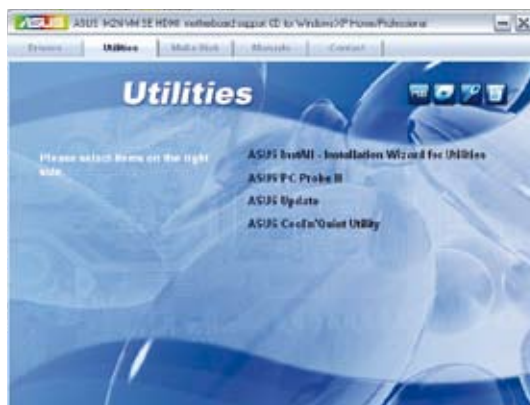 ASUS M2N-VM SE HDMI motherboard support CD for Windows XP Home/Professional
Drivers Utilities Make Disk Manuals Contact
Utilities
Please select items on the right side.
ASUS InstAll - Installation Wizard for Utilities
ASUS PC Probe II
ASUS Update
ASUS Cool'n'Quiet Utility